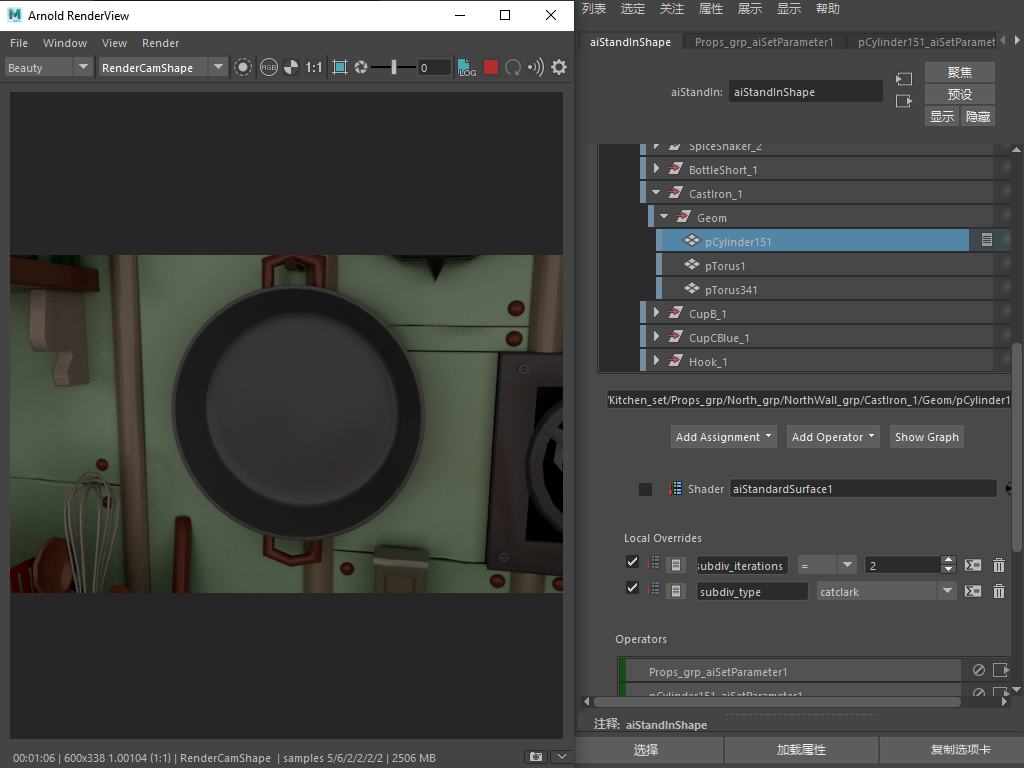 Arnold RenderView
File Window View Render
Beauty RenderCamShape RGB 1:1 0 LOG
00:01:06 | 600x338 1.00104 (1:1) | RenderCamShape | samples 5/6/2/2/2/2 | 2506 MB
列表 选定 关注 属性 展示 显示 帮助
aiStandInShape Props_grp_aiSetParameter1 pCylinder151_aiSetParamet
aiStandIn: aiStandInShape
聚焦
预设
显示 隐藏
SpiceShaker_2
BottleShort_1
CastIron_1
Geom
pCylinder151
pTorus1
pTorus341
CupB_1
CupCBlue_1
Hook_1
/Kitchen_set/Props_grp/North_grp/NorthWall_grp/CastIron_1/Geom/pCylinder1
Add Assignment Add Operator Show Graph
Shader aiStandardSurface1
Local Overrides
subdiv_iterations = 2
subdiv_type catclark
Operators
Props_grp_aiSetParameter1
pCylinder151_aiSetParameter1
注释: aiStandInShape
选择 加载属性 复制选项卡